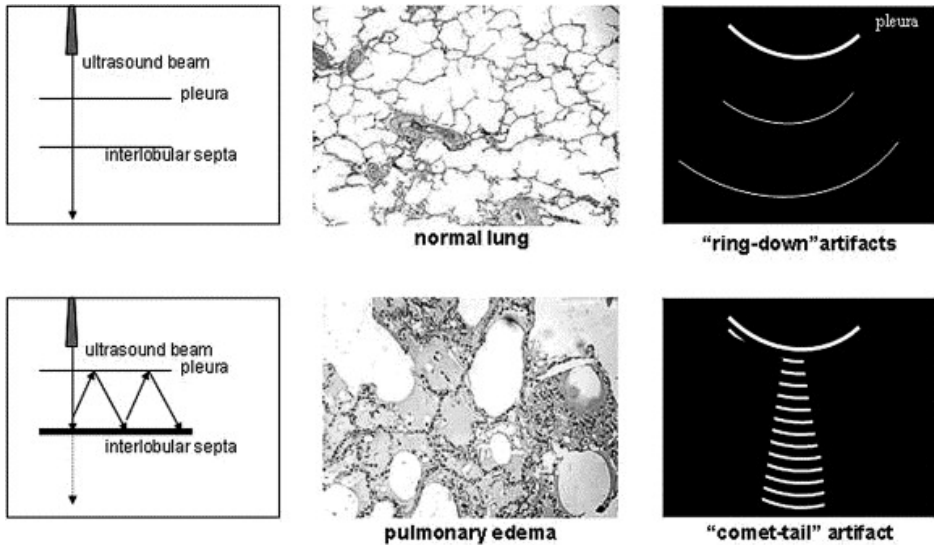 ultrasound beam
pleura
interlobular septa
normal lung
pleura
“ring-down” artifacts
ultrasound beam
pleura
interlobular septa
pulmonary edema
“comet-tail” artifact